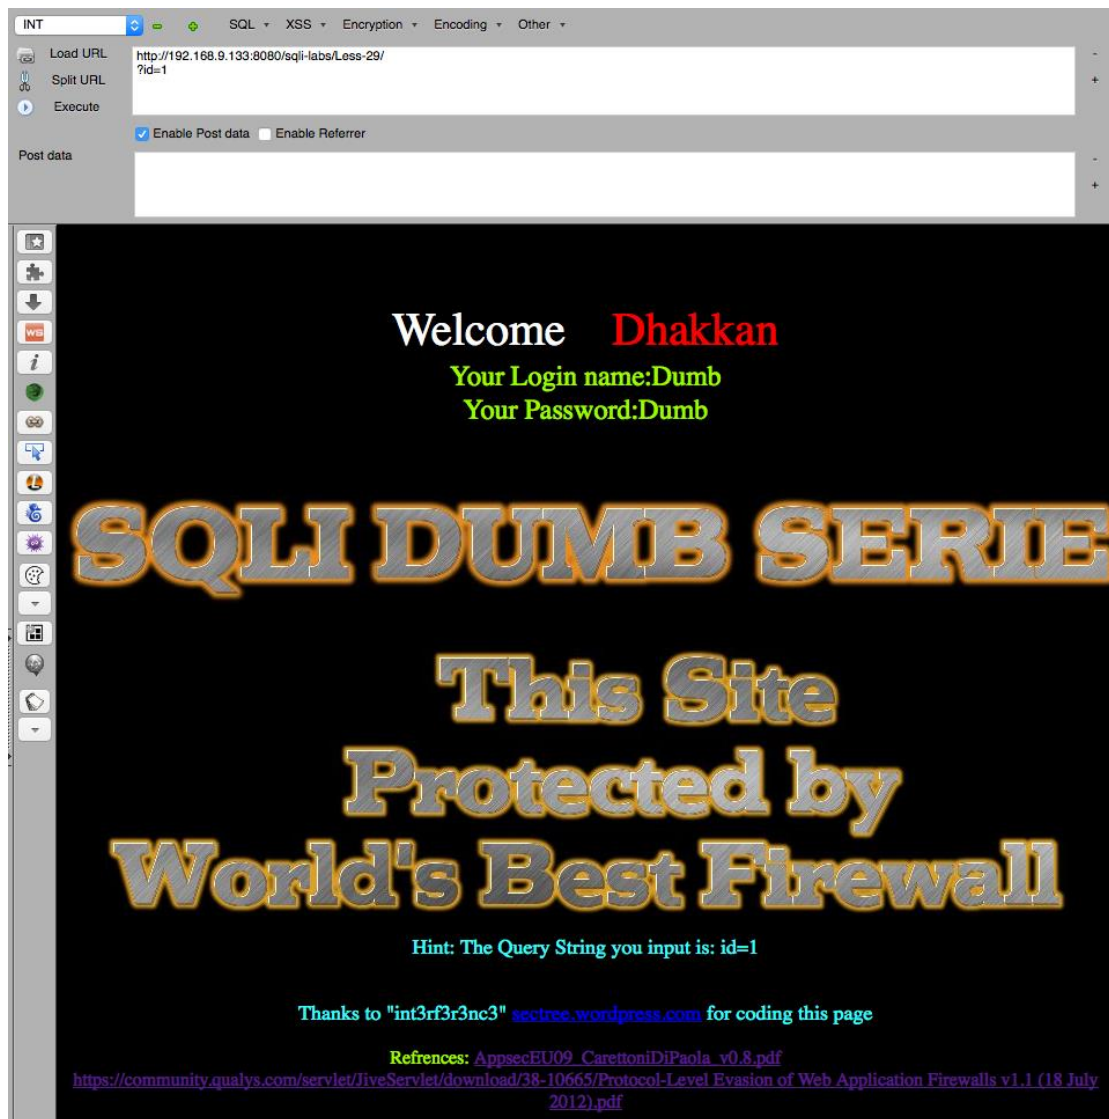 INT SQL XSS Encryption Encoding Other
Load URL http://192.168.9.133:8080/sqli-labs/Less-29/
Split URL ?id=1
Execute
Enable Post data Enable Referrer
Post data
Welcome Dhakkan
Your Login name:Dumb
Your Password:Dumb
SQLI DUMB SERIE
This Site
Protected by
World's Best Firewall
Hint: The Query String you input is: id=1
Thanks to "int3rf3r3nc3" sectree.wordpress.com for coding this page
Refrences: AppsecEU09_CarettoniDiPaola_v0.8.pdf
https://community.qualys.com/servlet/JiveServlet/download/38-10665/Protocol-Level Evasion of Web Application Firewalls v1.1 (18 July
2012).pdf